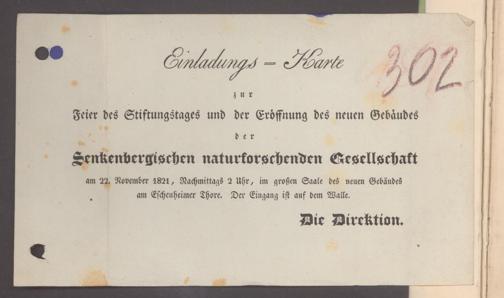 Einladungs = Karte
302
zur
Feier des Stiftungstages und der Eröffnung des neuen Gebäudes
der
Senkenbergischen naturforschenden Gesellschaft
am 22. November 1821, Nachmittags 2 Uhr, im großen Saale des neuen Gebäudes
am Eschenheimer Thore. Der Eingang ist auf dem Walle.
Die Direktion.